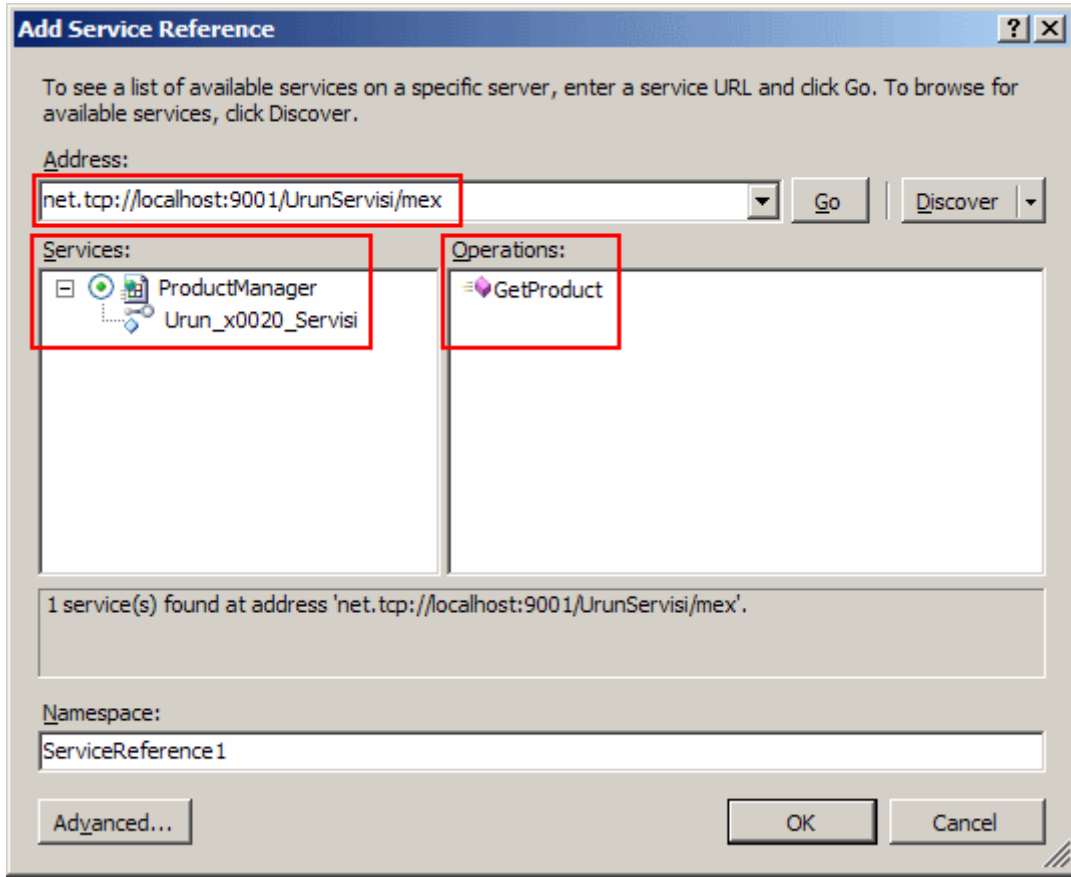 Add Service Reference
To see a list of available services on a specific server, enter a service URL and click Go. To browse for
available services, click Discover.
Address:
net.tcp://localhost:9001/UrunServisi/mex
Go
Discover
Services:
Operations:
ProductManager
GetProduct
Urun_x0020_Servisi
1 service(s) found at address 'net.tcp://localhost:9001/UrunServisi/mex'.
Namespace:
ServiceReference1
Advanced...
OK
Cancel